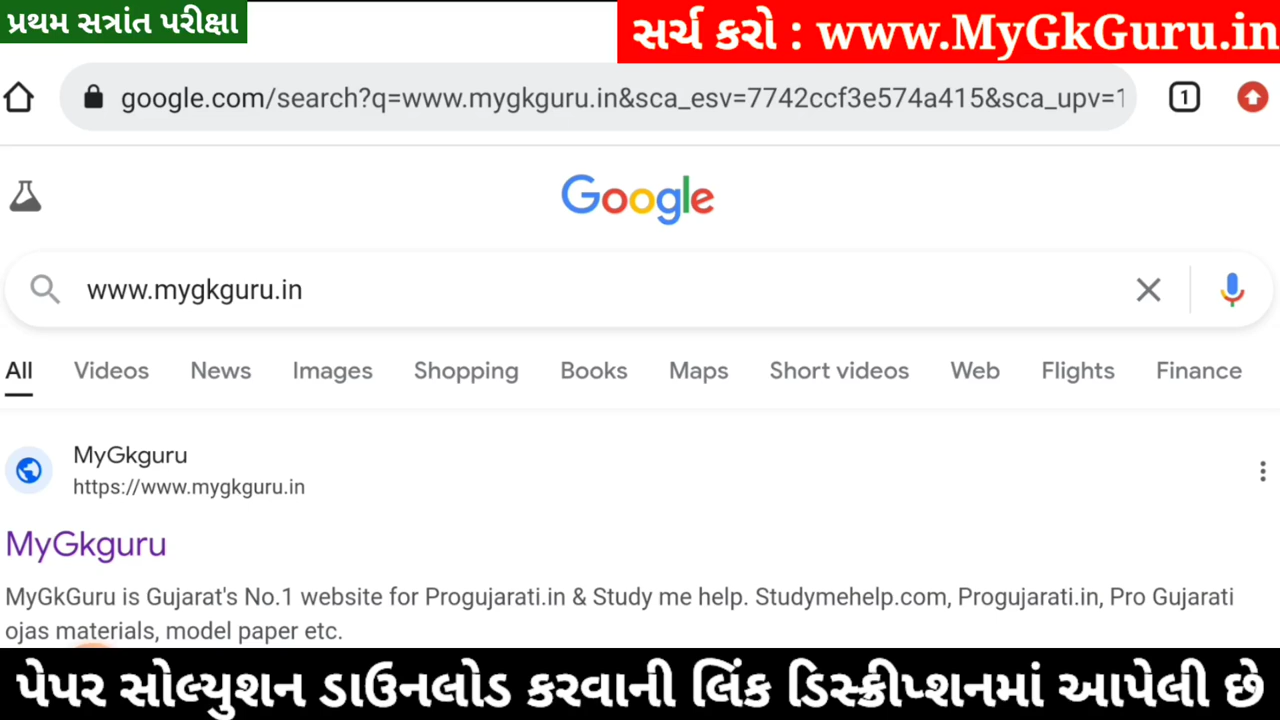 પ્રથમ સત્રાંત પરીક્ષા
સર્ચ કરો : www.MyGkGuru.in
google.com/search?q=www.mygkguru.in&sca_esv=7742ccf3e574a415&sca_upv=1
1
Google
www.mygkguru.in
All Videos News Images Shopping Books Maps Short videos Web Flights Finance
MyGkguru
https://www.mygkguru.in
MyGkguru
MyGkGuru is Gujarat's No.1 website for Progujarati.in & Study me help. Studymehelp.com, Progujarati.in, Pro Gujarati
ojas materials, model paper etc.
પેપર સોલ્યુશન ડાઉનલોડ કરવાની લિંક ડિસ્ક્રીપ્શનમાં આપેલી છે